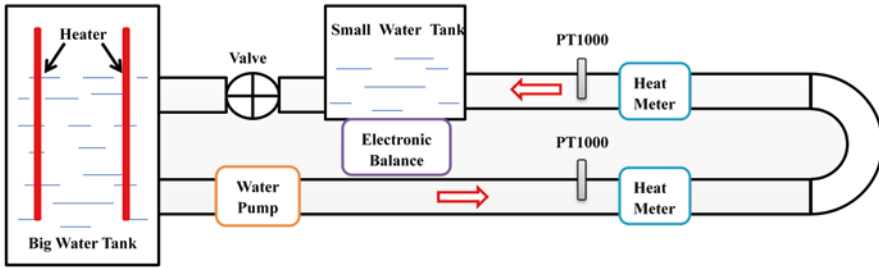 Heater
Valve
Small Water Tank
PT1000
Heat
Meter
Electronic
Balance
PT1000
Water
Pump
Heat
Meter
Big Water Tank